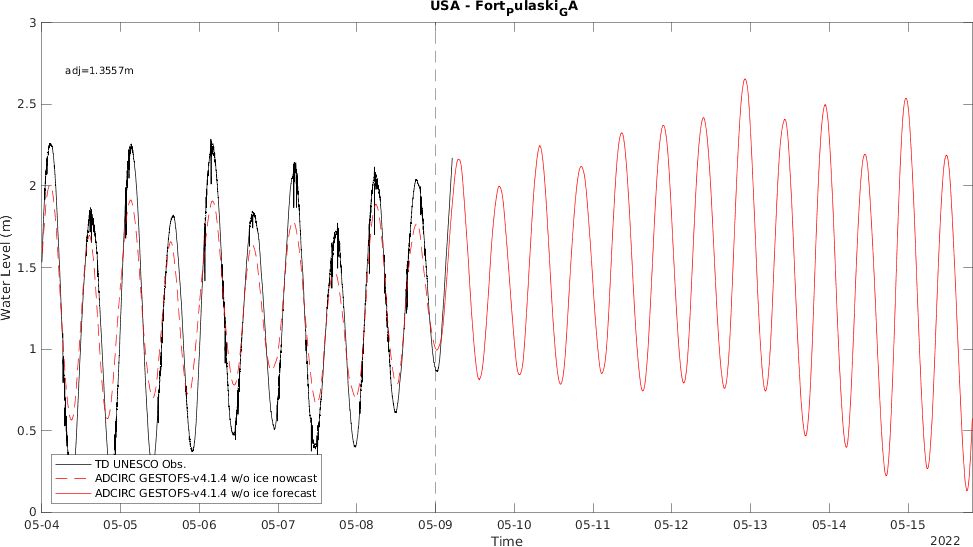 USA - Fort_Pulaski_GA
adj=1.3557m
Water Level (m)
3
2.5
2
1.5
1
0.5
0
TD UNESCO Obs.
ADCIRC GESTOFS-v4.1.4 w/o ice nowcast
ADCIRC GESTOFS-v4.1.4 w/o ice forecast
05-04 05-05 05-06 05-07 05-08 05-09 05-10 05-11 05-12 05-13 05-14 05-15
Time
2022